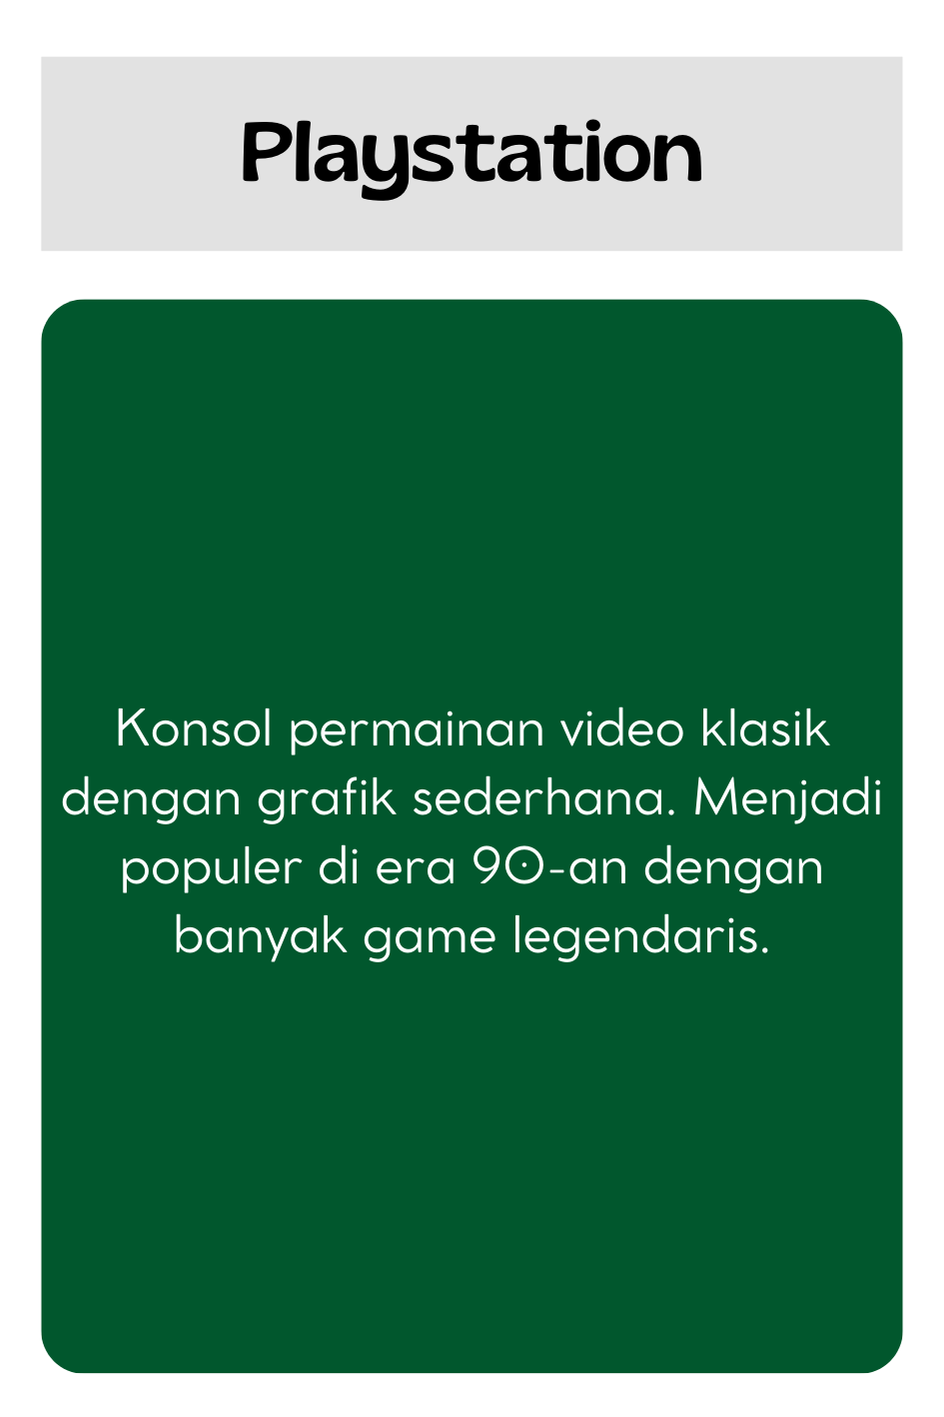 Playstation
Konsol permainan video klasik
dengan grafik sederhana. Menjadi
populer di era 90-an dengan
banyak game legendaris.